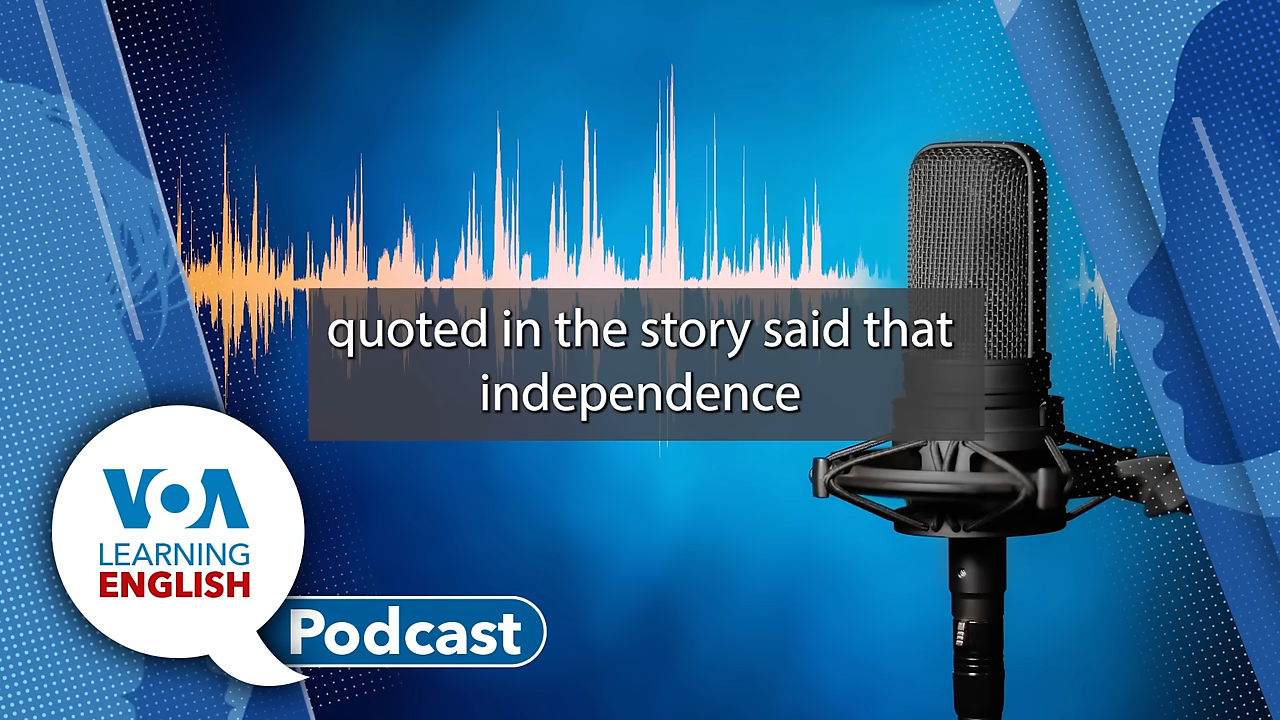 quoted in the story said that
independence
VOA
LEARNING
ENGLISH
Podcast